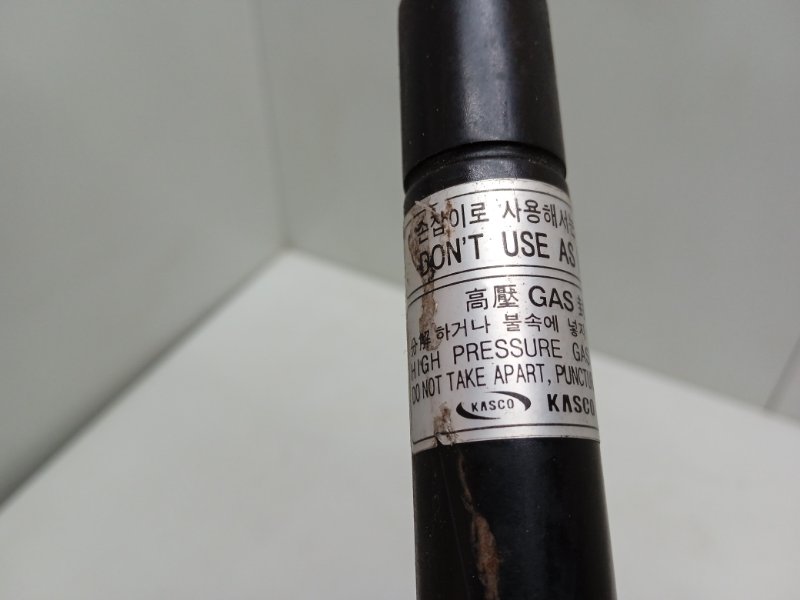 손잡이로 사용해서는
DON'T USE AS
高壓 GAS 封
分解하거나 불속에 넣지
HIGH PRESSURE GAS
DO NOT TAKE APART, PUNCTU
KASCO KASCO